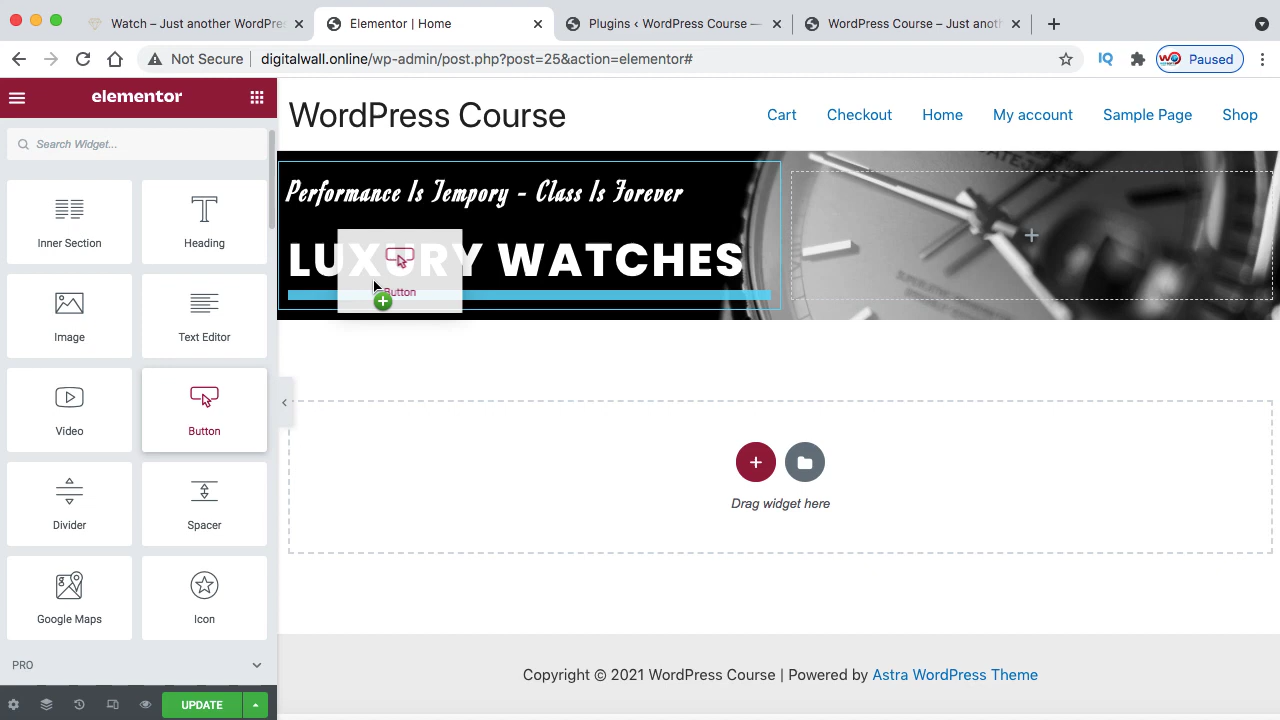 Watch – Just another WordPres
Elementor | Home
Plugins ‹ WordPress Course —
WordPress Course – Just anoth
Not Secure
digitalwall.online/wp-admin/post.php?post=25&action=elementor#
IQ
Paused
elementor
Search Widget...
Inner Section
Heading
Image
Text Editor
Video
Button
Divider
Spacer
Google Maps
Icon
PRO
UPDATE
WordPress Course
Cart
Checkout
Home
My account
Sample Page
Shop
Performance Is Tempory - Class Is Forever
LUXURY WATCHES
Button
Drag widget here
Copyright © 2021 WordPress Course | Powered by Astra WordPress Theme